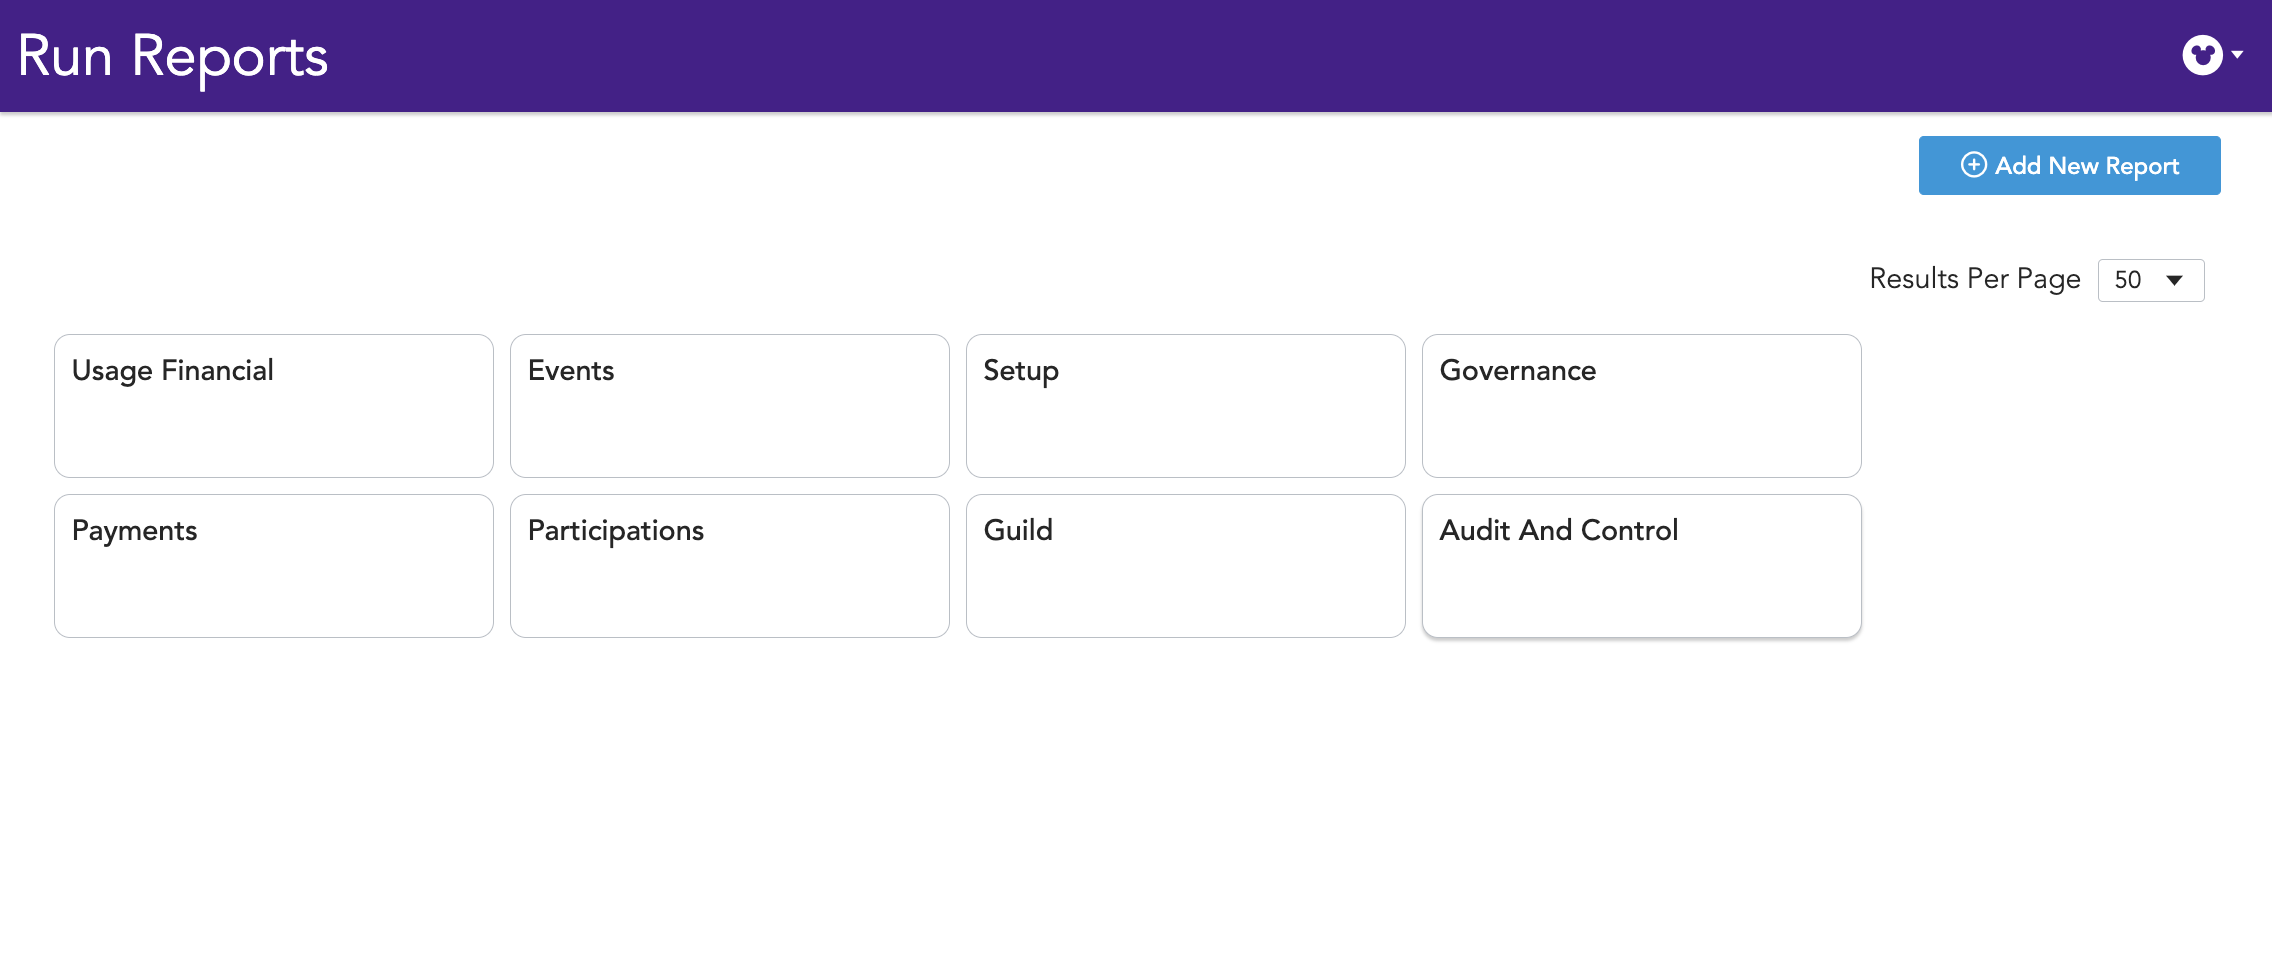 Run Reports
Add New Report
Results Per Page 50
Usage Financial
Events
Setup
Governance
Payments
Participations
Guild
Audit And Control